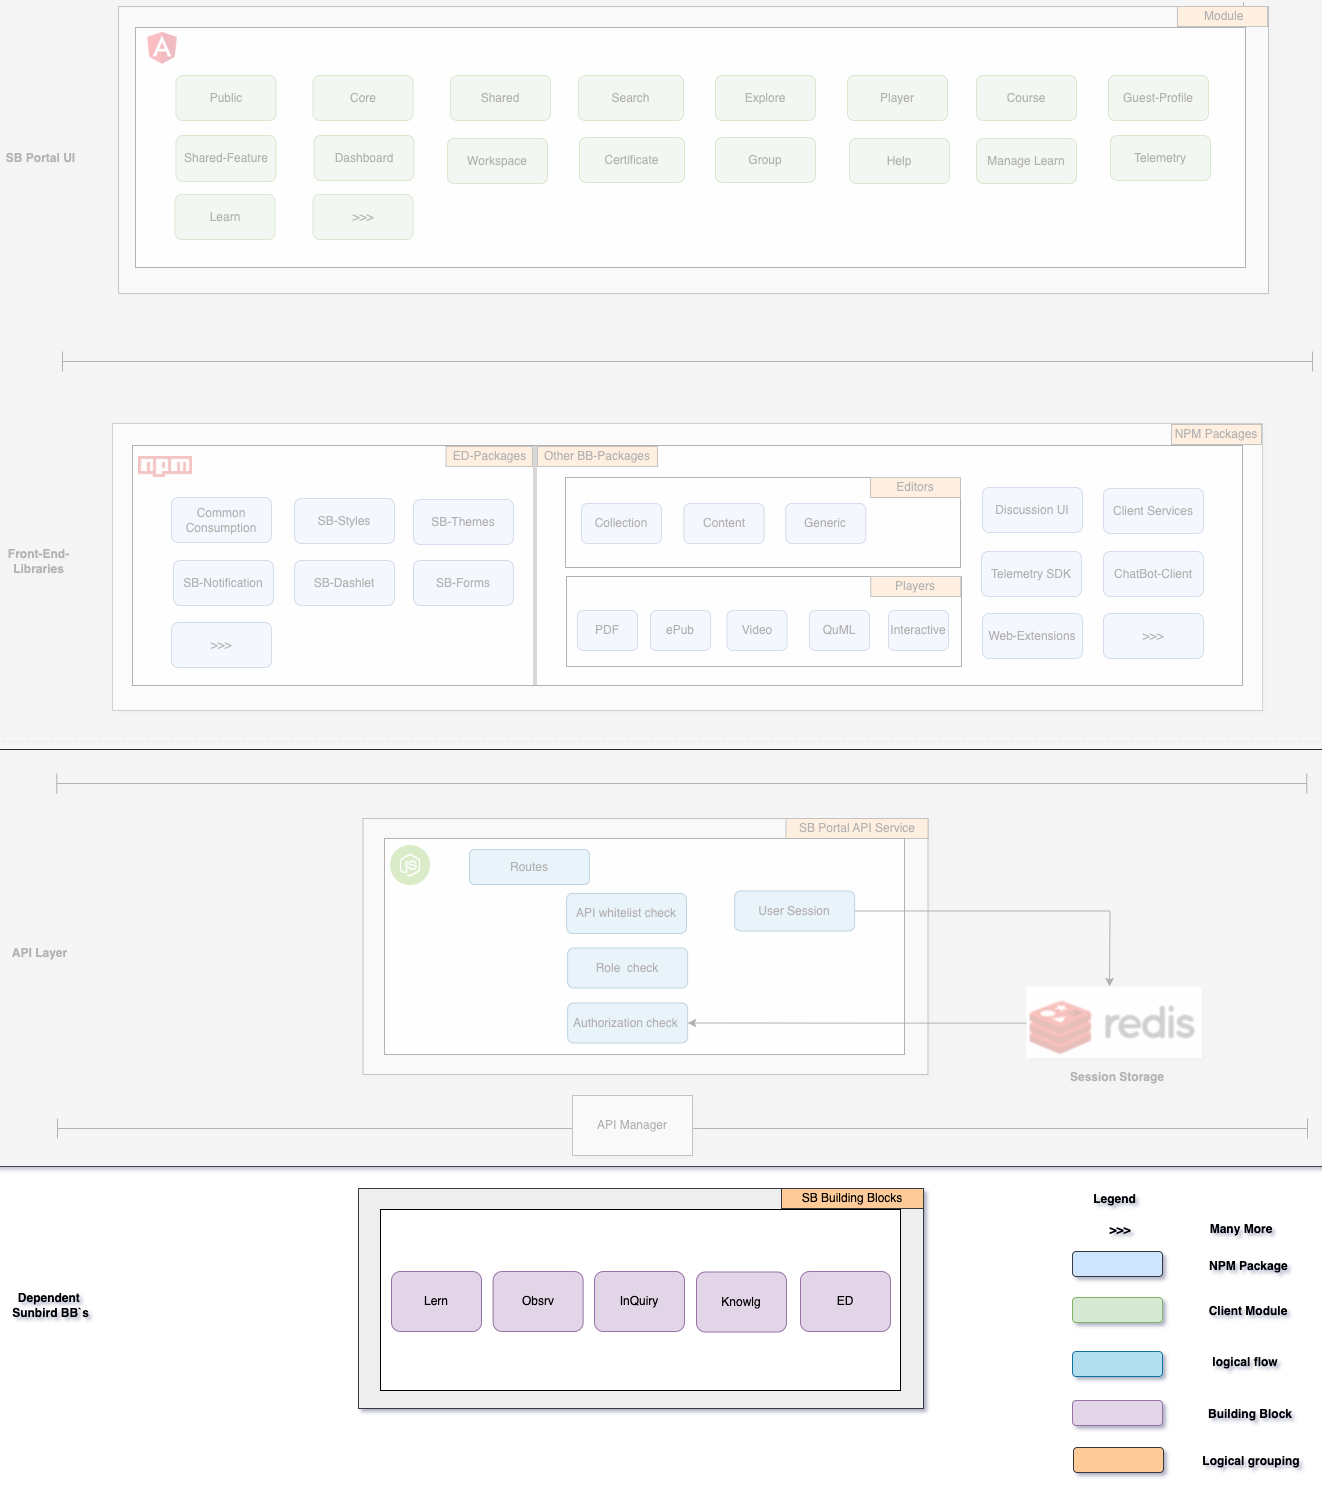 Module
SB Portal UI
Public
Core
Shared
Search
Explore
Player
Course
Guest-Profile
Shared-Feature
Dashboard
Workspace
Certificate
Group
Help
Manage Learn
Telemetry
Learn
>>>
NPM Packages
npm
ED-Packages
Other BB-Packages
Front-End-
Libraries
Common
Consumption
SB-Styles
SB-Themes
SB-Notification
SB-Dashlet
SB-Forms
>>>
Editors
Collection
Content
Generic
Players
PDF
ePub
Video
QuML
Interactive
Discussion UI
Client Services
Telemetry SDK
ChatBot-Client
Web-Extensions
>>>
API Layer
SB Portal API Service
JS
Routes
API whitelist check
User Session
Role  check
Authorization check
redis
Session Storage
API Manager
Dependent
Sunbird BB`s
SB Building Blocks
Lern
Obsrv
InQuiry
Knowlg
ED
Legend
>>>
Many More
NPM Package
Client Module
logical flow
Building Block
Logical grouping